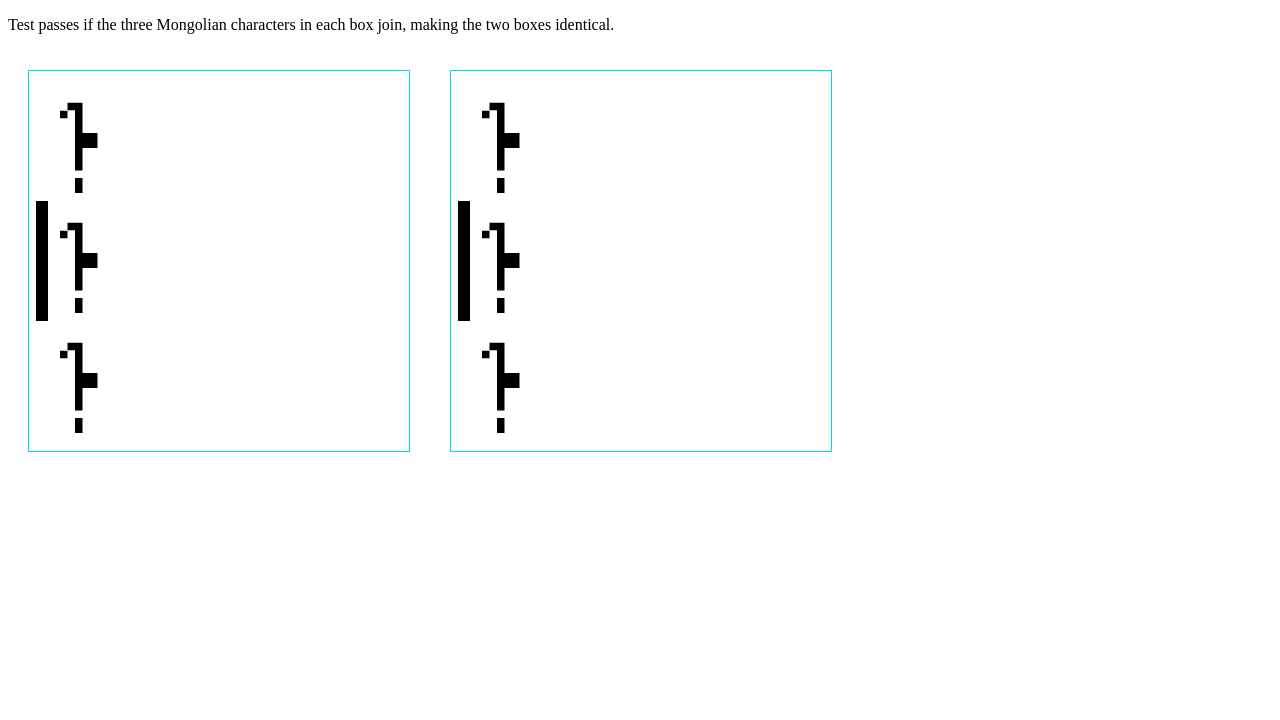 Test passes if the three Mongolian characters in each box join, making the two boxes identical.